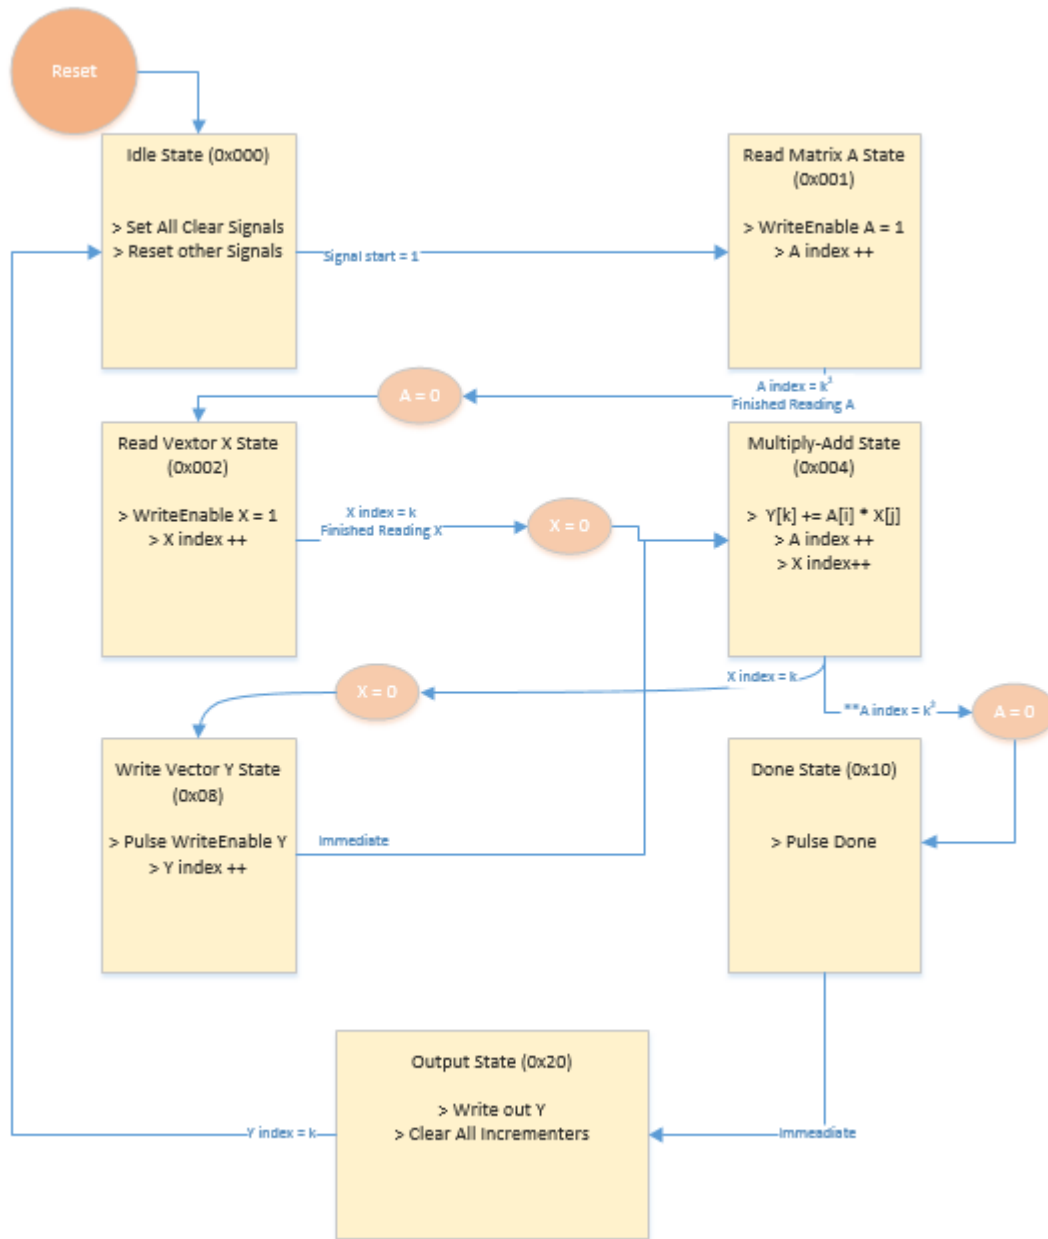 Reset
Idle State (0x000)
> Set All Clear Signals
> Reset other Signals
Signal start = 1
Read Matrix A State
(0x001)
> WriteEnable A = 1
> A index ++
A index = k²
Finished Reading A
A = 0
Read Vextor X State
(0x002)
> WriteEnable X = 1
> X index ++
X index = k
Finished Reading X
X = 0
Multiply-Add State
(0x004)
> Y[k] += A[i] * X[j]
> A index ++
> X index++
X index = k
X = 0
**A index = k²
A = 0
Write Vector Y State
(0x08)
> Pulse WriteEnable Y
> Y index ++
Immediate
Done State (0x10)
> Pulse Done
Immeadiate
Output State (0x20)
> Write out Y
> Clear All Incrementers
Y index = k